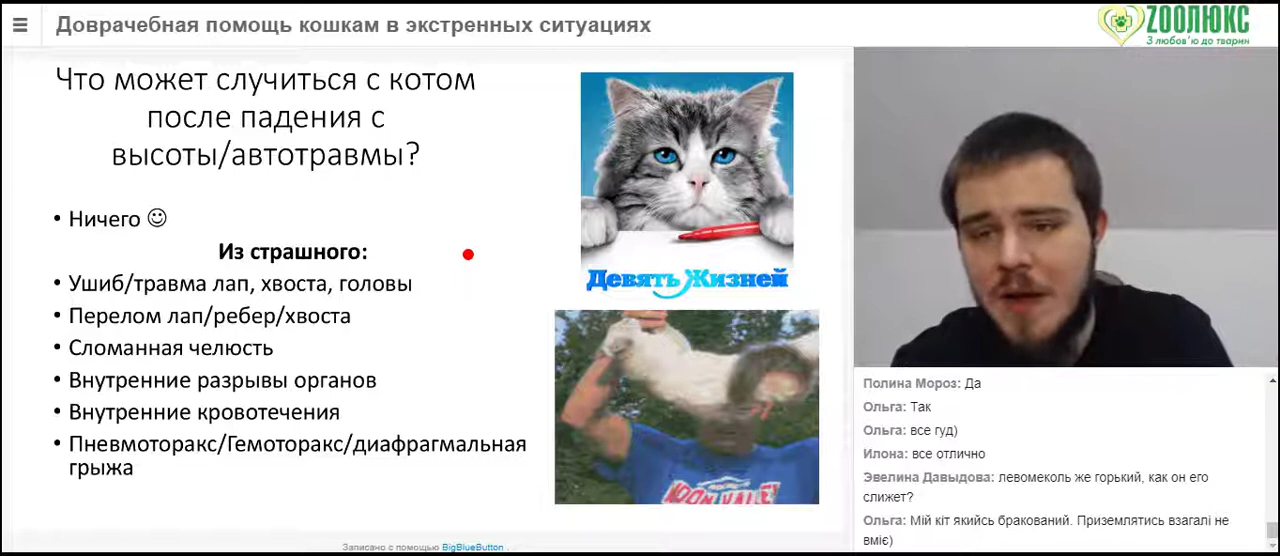 Доврачебная помощь кошкам в экстренных ситуациях
ZOOЛЮКС
З любов'ю до тварин
Что может случиться с котом
после падения с
высоты/автотравмы?
• Ничего ☺
Из страшного:
• Ушиб/травма лап, хвоста, головы
• Перелом лап/ребер/хвоста
• Сломанная челюсть
• Внутренние разрывы органов
• Внутренние кровотечения
• Пневмоторакс/Гемоторакс/диафрагмальная
грыжа
Девять Жизней
Записано с помощью BigBlueButton .
Полина Мороз: Да
Ольга: Так
Ольга: все гуд)
Илона: все отлично
Эвелина Давыдова: левомеколь же горький, как он его
слижет?
Ольга: Мій кіт якийсь бракований. Приземлятись взагалі не
вміє)